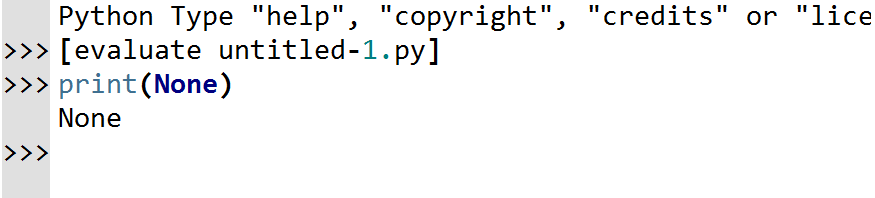 Python Type "help", "copyright", "credits" or "lice
>>> [evaluate untitled-1.py]
>>> print(None)
None
>>>